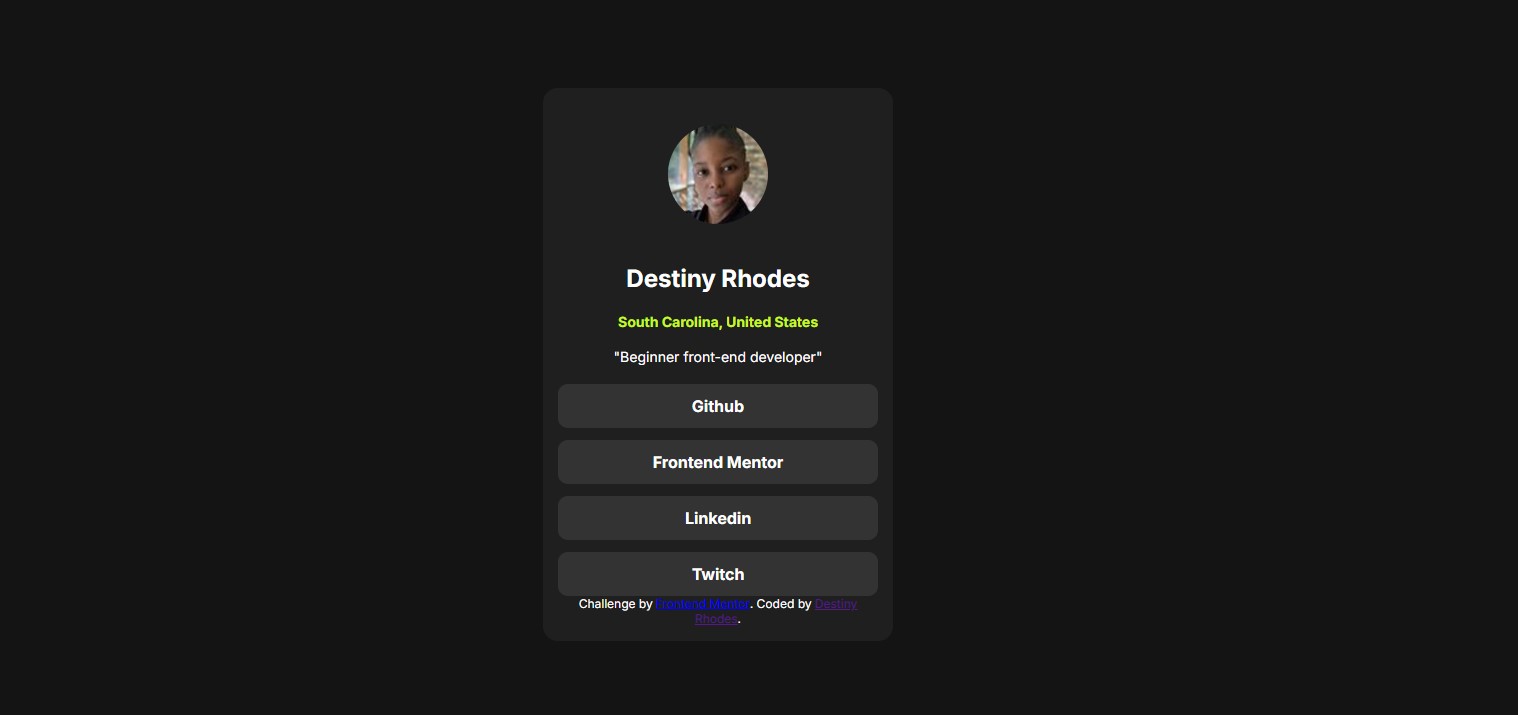 Destiny Rhodes
South Carolina, United States
"Beginner front-end developer"
Github
Frontend Mentor
Linkedin
Twitch
Challenge by Frontend Mentor. Coded by Destiny
Rhodes.